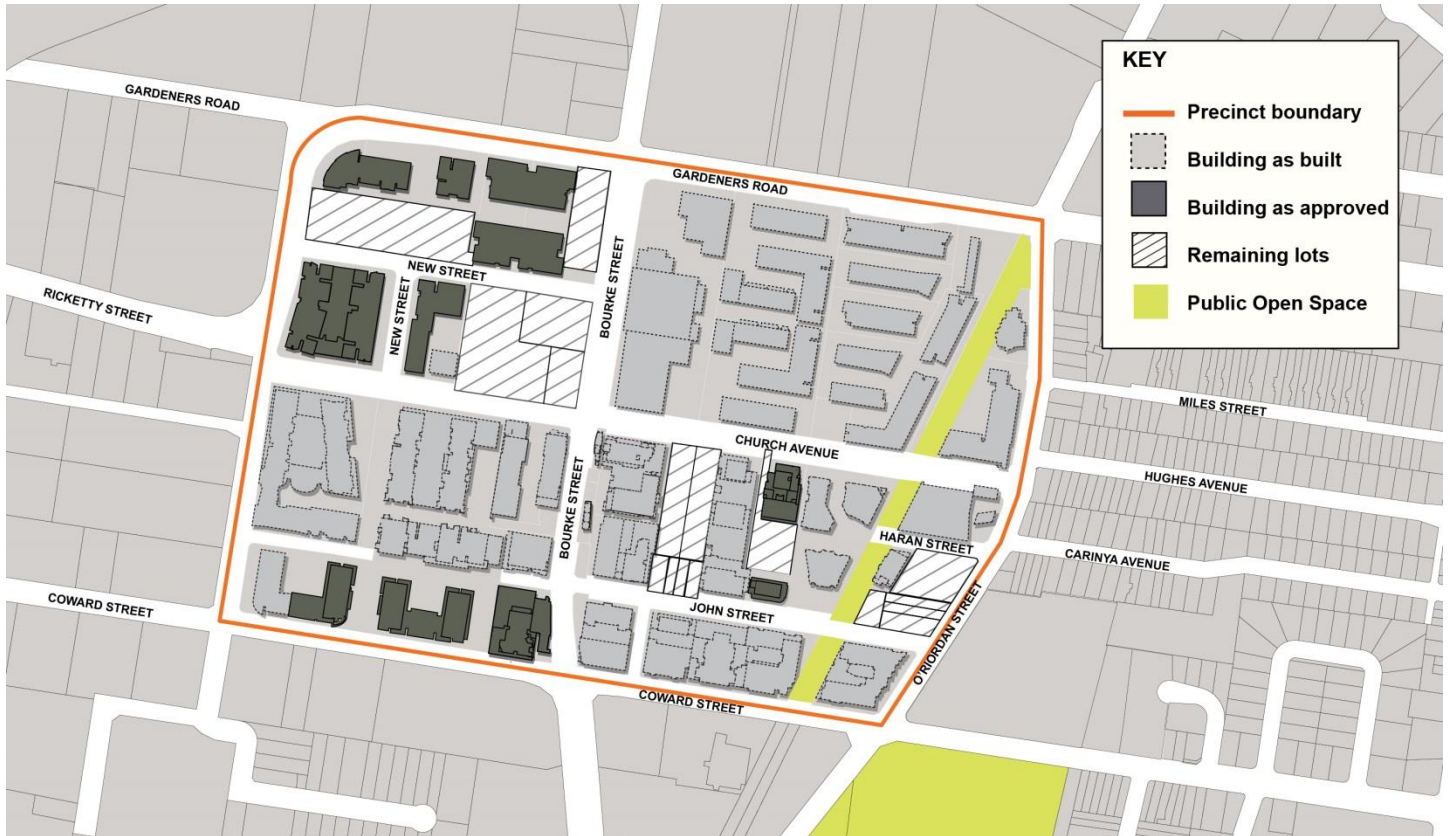 KEY
Precinct boundary
Building as built
Building as approved
Remaining lots
Public Open Space
GARDENERS ROAD
GARDENERS ROAD
NEW STREET
BOURKE STREET
RICKETTY STREET
NEW STREET
MILES STREET
CHURCH AVENUE
HUGHES AVENUE
BOURKE STREET
HARAN STREET
CARINYA AVENUE
COWARD STREET
JOHN STREET
O'RIORDAN STREET
COWARD STREET